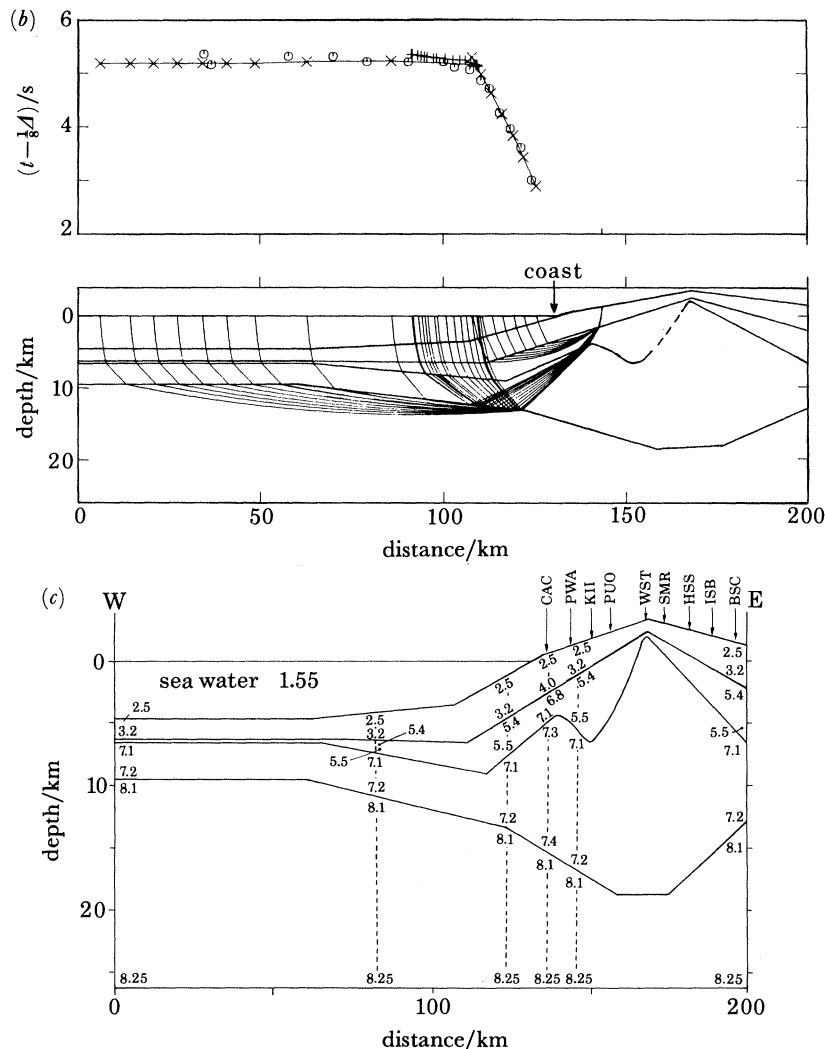 (b)
6
4
2
(t−⅛Δ)/s
coast
0
10
20
depth/km
0 50 100 150 200
distance/km
(c)
W
CAC PWA KII PUO WST SMR HSS ISB BSC
E
0
sea water 1.55
2.5 2.5 2.5 2.5
2.5 4.0 3.2 3.2
2.5 2.5 3.2 6.8 5.4 5.4
3.2 3.2 5.4 5.4 7.1 5.5 5.5
7.1 5.5 7.1 5.5 7.3 7.1 7.1
7.1
10
7.2 7.2 7.2
8.1 8.1 7.2 8.1
8.1 7.4 7.2
8.1 8.1
20
8.25 8.25 8.25 8.25 8.25 8.25
depth/km
0 100 200
distance/km